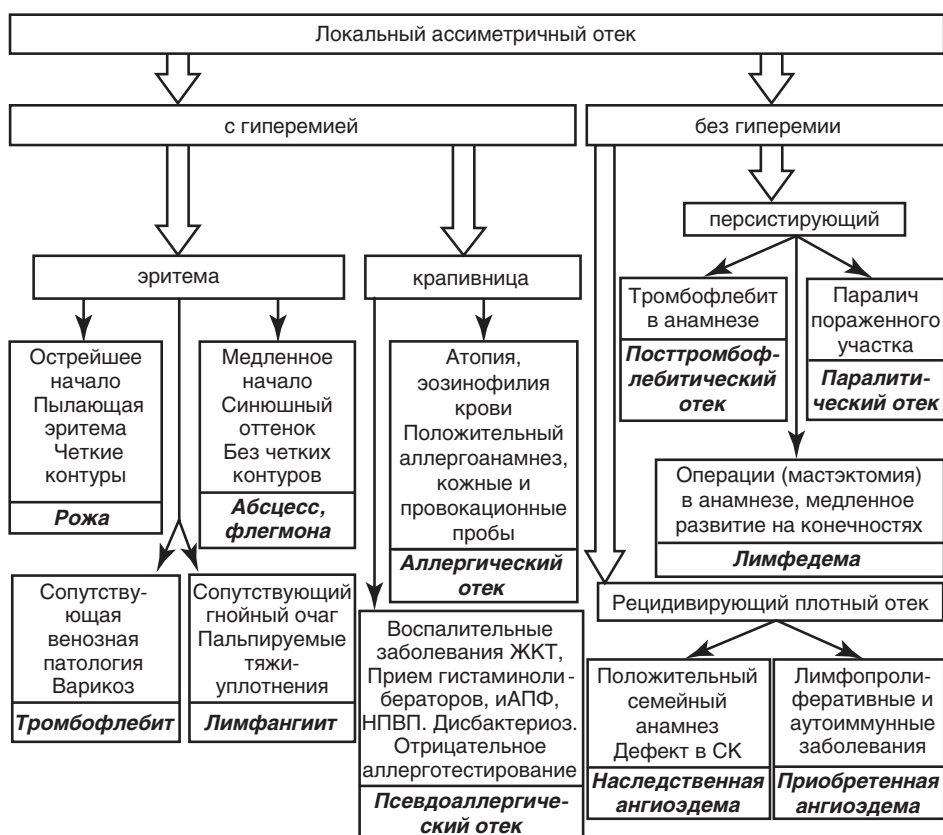 Локальный ассиметричный отек
с гиперемией
без гиперемии
персистирующий
эритема
крапивница
Тромбофлебит
в анамнезе
Посттромбоф-
лебитический
отек
Паралич
пораженного
участка
Паралити-
ческий отек
Острейшее
начало
Пылающая
эритема
Четкие
контуры
Рожа
Медленное
начало
Синюшный
оттенок
Без четких
контуров
Абсцесс,
флегмона
Атопия,
эозинофилия
крови
Положительный
аллергоанамнез,
кожные и
провокационные
пробы
Аллергический
отек
Операции (мастэктомия)
в анамнезе, медленное
развитие на конечностях
Лимфедема
Сопутству-
ющая
венозная
патология
Варикоз
Тромбофлебит
Сопутствующий
гнойный очаг
Пальпируемые
тяжи-
уплотнения
Лимфангиит
Рецидивирующий плотный отек
Воспалительные
заболевания ЖКТ,
Прием гистаминоли-
бераторов, иАПФ,
НПВП. Дисбактериоз.
Отрицательное
аллерготестирование
Псевдоаллергиче-
ский отек
Положительный
семейный
анамнез
Дефект в СК
Наследственная
ангиоэдема
Лимфопроли-
феративные и
аутоиммунные
заболевания
Приобретенная
ангиоэдема